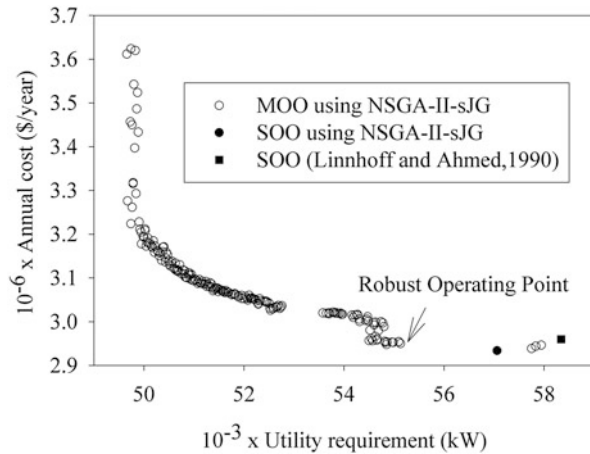 3.7
3.6
3.5
3.4
3.3
3.2
3.1
3.0
2.9
10⁻⁶ x Annual cost ($/year)
MOO using NSGA-II-sJG
SOO using NSGA-II-sJG
SOO (Linnhoff and Ahmed,1990)
Robust Operating Point
50 52 54 56 58
10⁻³ x Utility requirement (kW)